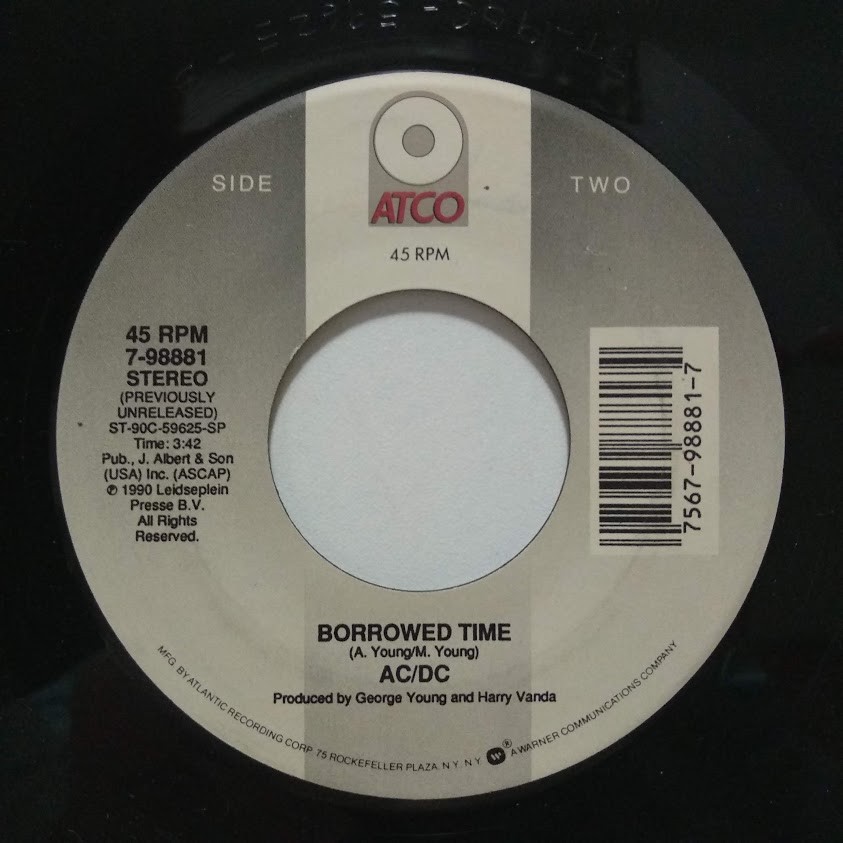 SIDE TWO
ATCO
45 RPM
45 RPM
7-98881
STEREO
(PREVIOUSLY
UNRELEASED)
ST-90C-59625-SP
Time: 3:42
Pub., J. Albert & Son
(USA) Inc. (ASCAP)
℗ 1990 Leidseplein
Presse B.V.
All Rights
Reserved.
7567-98881-7
BORROWED TIME
(A. Young/M. Young)
AC/DC
Produced by George Young and Harry Vanda
MFG. BY ATLANTIC RECORDING CORP. 75 ROCKEFELLER PLAZA. N.Y. N.Y. ® A WARNER COMMUNICATIONS COMPANY